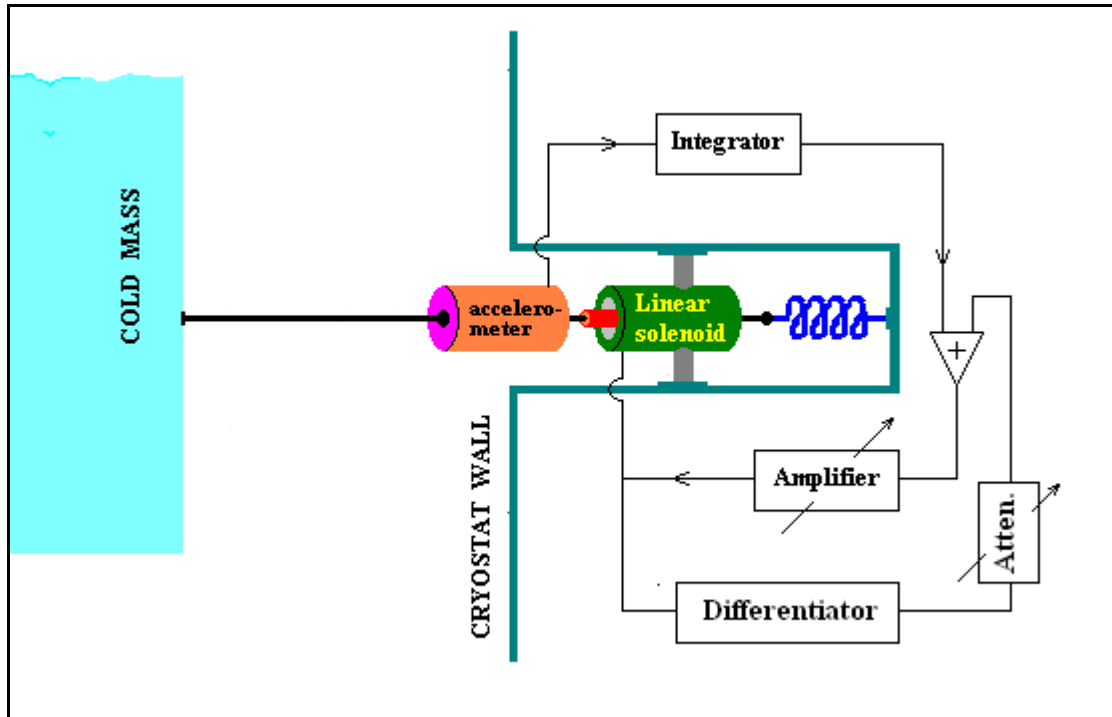 COLD MASS
Integrator
accelero-
meter
Linear
solenoid
+
CRYOSTAT WALL
Amplifier
Atten.
Differentiator